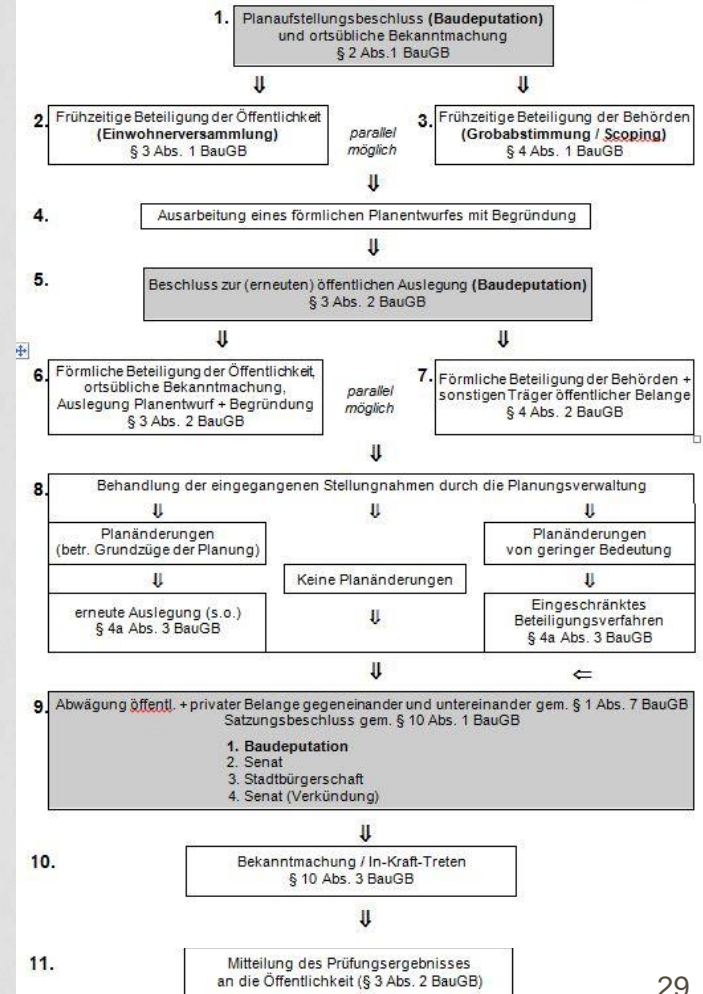 1. Planaufstellungsbeschluss (Baudeputation)
und ortsübliche Bekanntmachung
§ 2 Abs.1 BauGB
⇓ ⇓
2. Frühzeitige Beteiligung der Öffentlichkeit
(Einwohnerversammlung)
§ 3 Abs. 1 BauGB
parallel
möglich
3. Frühzeitige Beteiligung der Behörden
(Grobabstimmung / Scoping)
§ 4 Abs. 1 BauGB
⇓
4. Ausarbeitung eines förmlichen Planentwurfes mit Begründung
⇓
5. Beschluss zur (erneuten) öffentlichen Auslegung (Baudeputation)
§ 3 Abs. 2 BauGB
⇓ ⇓
6. Förmliche Beteiligung der Öffentlichkeit,
ortsübliche Bekanntmachung,
Auslegung Planentwurf + Begründung
§ 3 Abs. 2 BauGB
parallel
möglich
7. Förmliche Beteiligung der Behörden +
sonstigen Träger öffentlicher Belange
§ 4 Abs. 2 BauGB
⇓
8. Behandlung der eingegangenen Stellungnahmen durch die Planungsverwaltung
⇓ ⇓ ⇓
Planänderungen
(betr. Grundzüge der Planung)
⇓
erneute Auslegung (s.o.)
§ 4a Abs. 3 BauGB
Keine Planänderungen
⇓
Planänderungen
von geringer Bedeutung
⇓
Eingeschränktes
Beteiligungsverfahren
§ 4a Abs. 3 BauGB
⇓ ⇐
9. Abwägung öffentl. + privater Belange gegeneinander und untereinander gem. § 1 Abs. 7 BauGB
Satzungsbeschluss gem. § 10 Abs. 1 BauGB
1. Baudeputation
2. Senat
3. Stadtbürgerschaft
4. Senat (Verkündung)
⇓
10. Bekanntmachung / In-Kraft-Treten
§ 10 Abs. 3 BauGB
⇓
11. Mitteilung des Prüfungsergebnisses
an die Öffentlichkeit (§ 3 Abs. 2 BauGB)
29